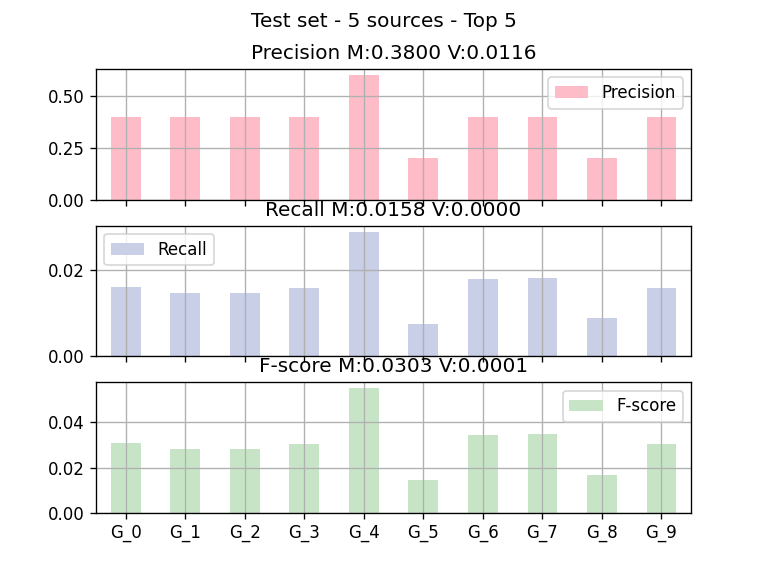 Test set - 5 sources - Top 5
Precision M:0.3800 V:0.0116
0.50
0.25
0.00
Precision
Recall M:0.0158 V:0.0000
0.02
0.00
Recall
F-score M:0.0303 V:0.0001
0.04
0.02
0.00
F-score
G_0 G_1 G_2 G_3 G_4 G_5 G_6 G_7 G_8 G_9